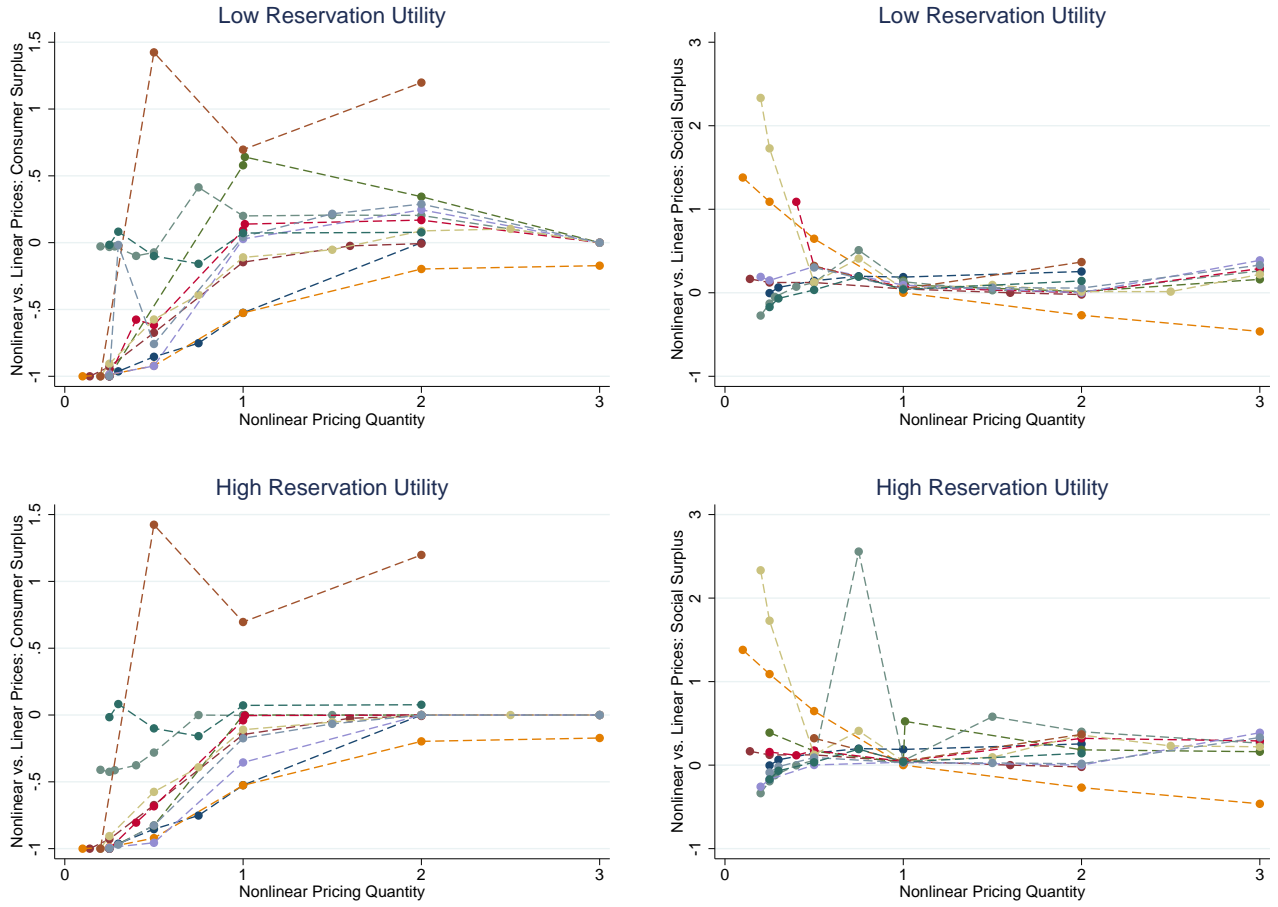 Low Reservation Utility
Nonlinear vs. Linear Prices: Consumer Surplus
1.5
1
.5
0
-.5
-1
0 1 2 3
Nonlinear Pricing Quantity
Low Reservation Utility
Nonlinear vs. Linear Prices: Social Surplus
3
2
1
0
-1
0 1 2 3
Nonlinear Pricing Quantity
High Reservation Utility
Nonlinear vs. Linear Prices: Consumer Surplus
1.5
1
.5
0
-.5
-1
0 1 2 3
Nonlinear Pricing Quantity
High Reservation Utility
Nonlinear vs. Linear Prices: Social Surplus
3
2
1
0
-1
0 1 2 3
Nonlinear Pricing Quantity